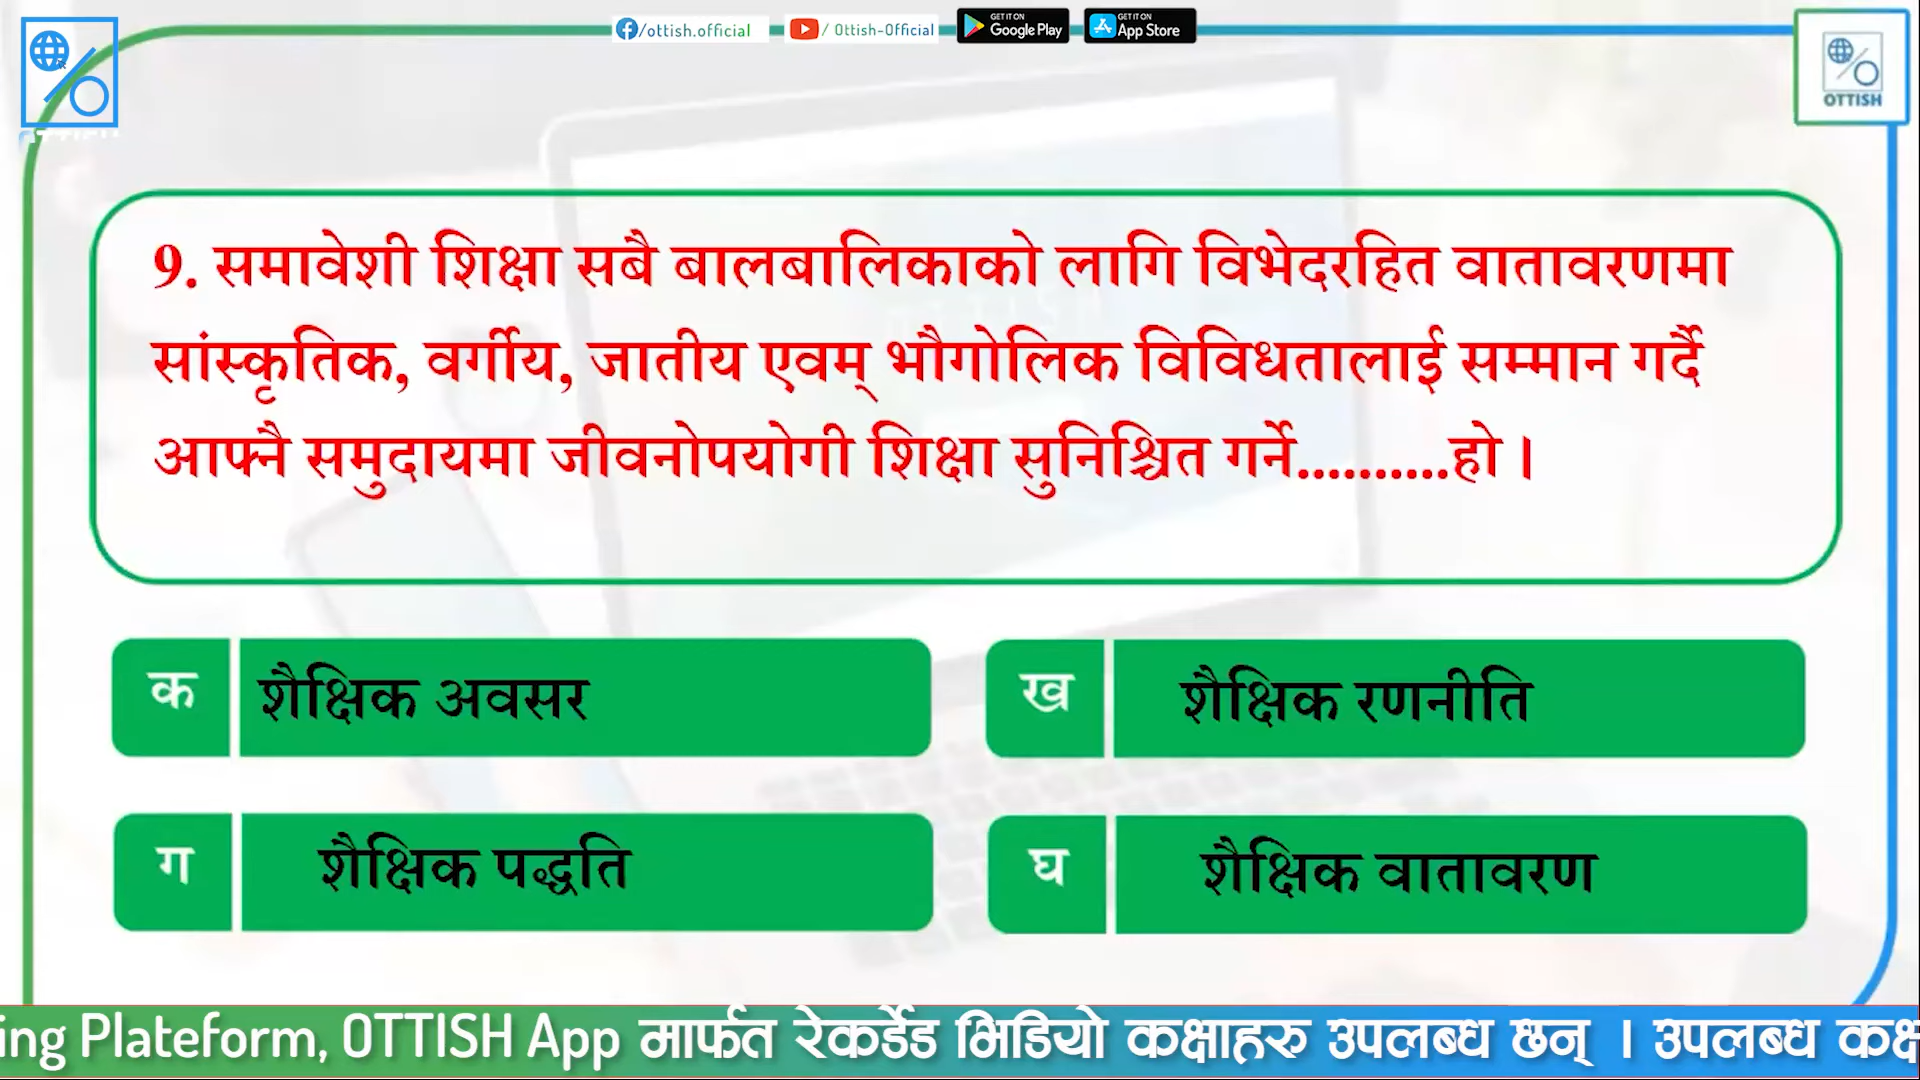 /ottish.official
/ Ottish-Official
GET IT ON
Google Play
GET IT ON
App Store
OTTISH
9. समावेशी शिक्षा सबै बालबालिकाको लागि विभेदरहित वातावरणमा
सांस्कृतिक, वर्गीय, जातीय एवम् भौगोलिक विविधतालाई सम्मान गर्दै
आफ्नै समुदायमा जीवनोपयोगी शिक्षा सुनिश्चित गर्ने..........हो।
क शैक्षिक अवसर
ख शैक्षिक रणनीति
ग शैक्षिक पद्धति
घ शैक्षिक वातावरण
ing Plateform, OTTISH App मार्फत रेकर्डेड भिडियो कक्षाहरु उपलब्ध छन् । उपलब्ध कक्ष